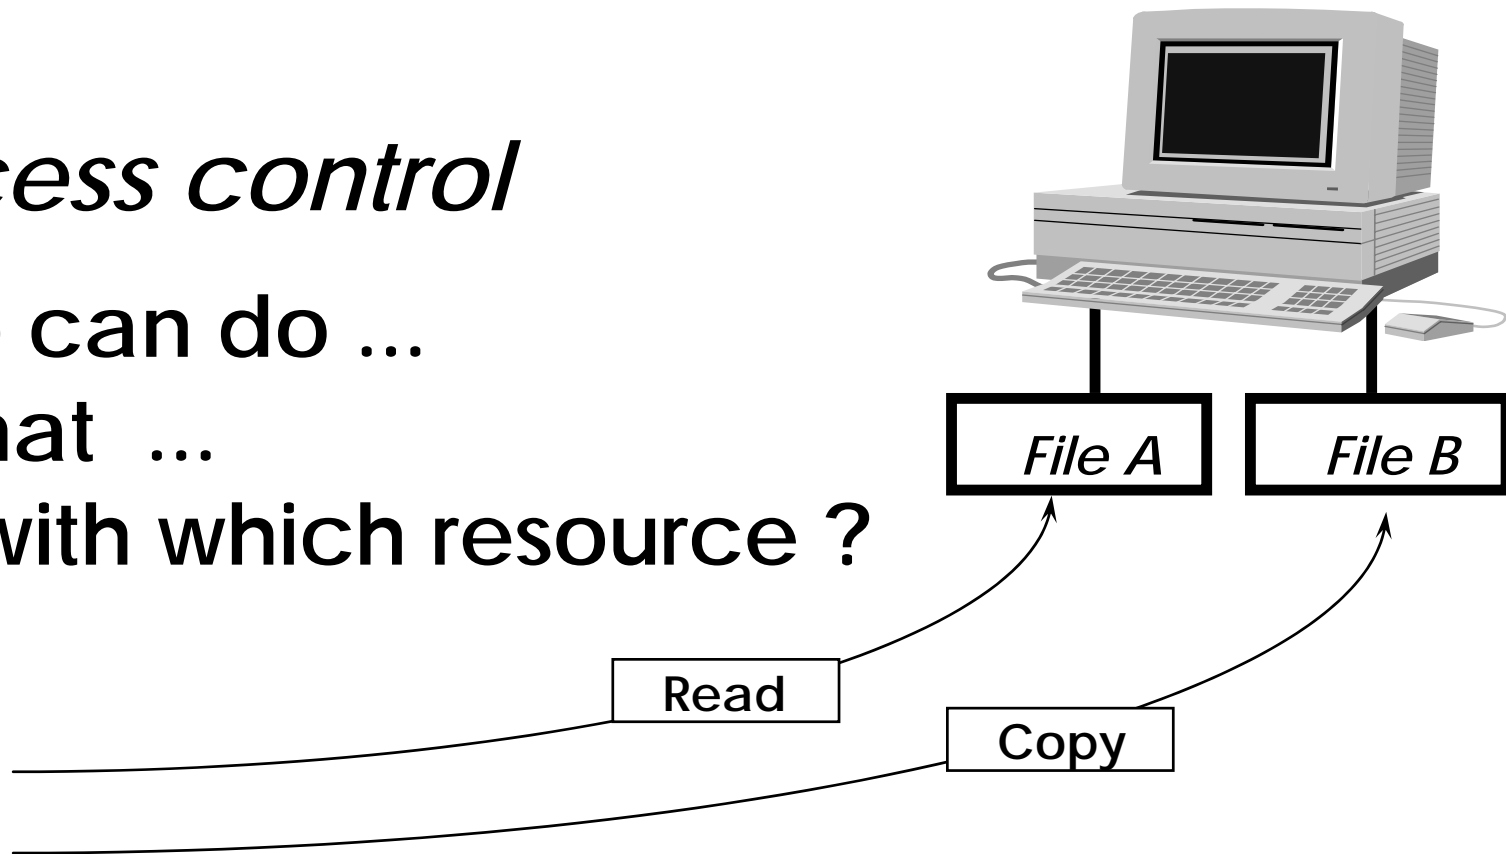 cess control
can do ...
hat ...
with which resource ?
File A
File B
Read
Copy